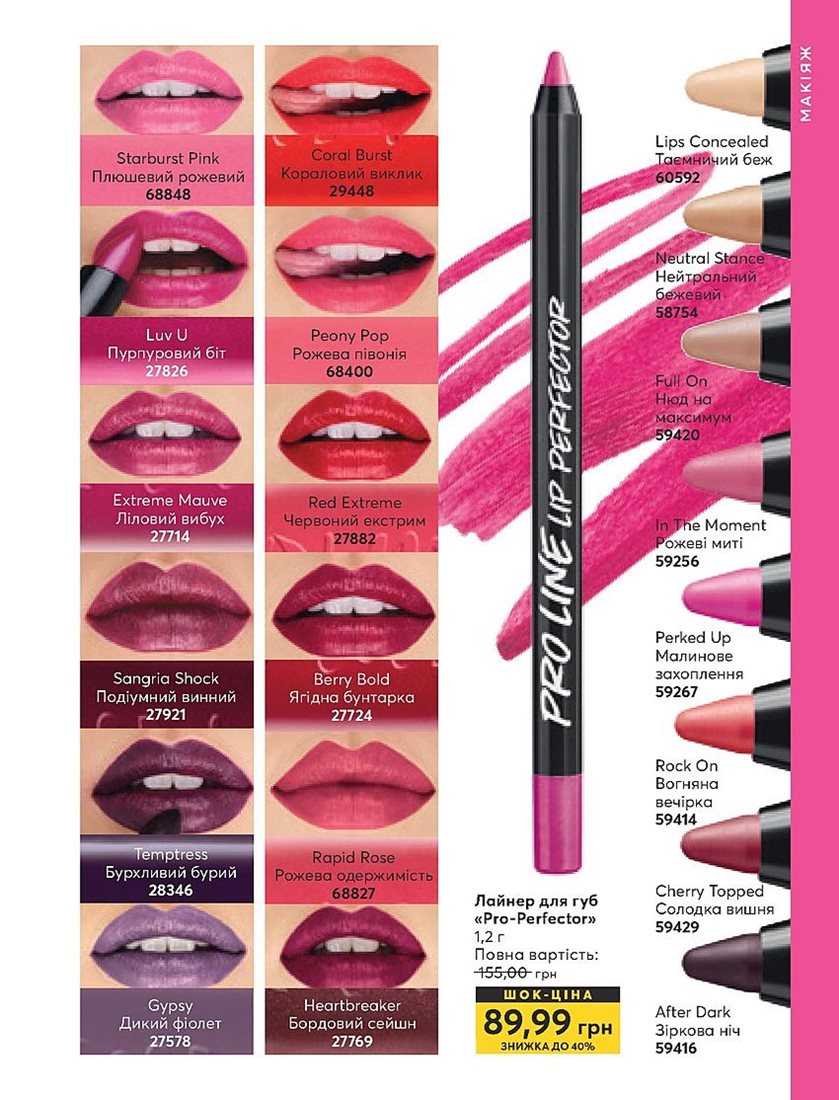 МАКІЯЖ
Starburst Pink
Плюшевий рожевий
68848
Coral Burst
Кораловий виклик
29448
Luv U
Пурпуровий біт
27826
Peony Pop
Рожева півонія
68400
Extreme Mauve
Ліловий вибух
27714
Red Extreme
Червоний екстрим
27882
Sangria Shock
Подіумний винний
27921
Berry Bold
Ягідна бунтарка
27724
Temptress
Бурхливий бурий
28346
Rapid Rose
Рожева одержимість
68827
Gypsy
Дикий фіолет
27578
Heartbreaker
Бордовий сейшн
27769
PRO LINE LIP PERFECTOR
Лайнер для губ
«Pro-Perfector»
1,2 г
Повна вартість:
155,00 грн
ШОК-ЦІНА
89,99 грн
ЗНИЖКА ДО 40%
Lips Concealed
Таємничий беж
60592
Neutral Stance
Нейтральний
бежевий
58754
Full On
Нюд на
максимум
59420
In The Moment
Рожеві миті
59256
Perked Up
Малинове
захоплення
59267
Rock On
Вогняна
вечірка
59414
Cherry Topped
Солодка вишня
59429
After Dark
Зіркова ніч
59416